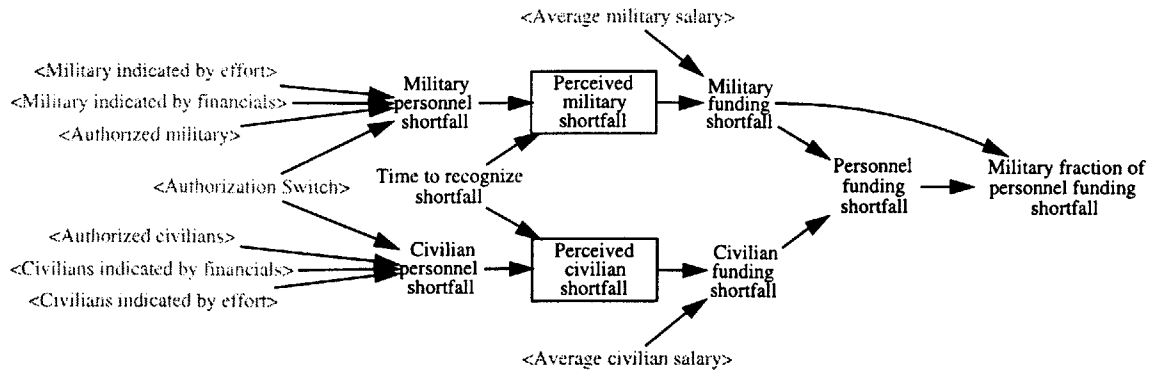 <Average military salary>
<Military indicated by effort>
<Military indicated by financials>
<Authorized military>
Military
personnel
shortfall
Perceived
military
shortfall
Military
funding
shortfall
<Authorization Switch>
Time to recognize
shortfall
Personnel
funding
shortfall
Military fraction of
personnel funding
shortfall
<Authorized civilians>
<Civilians indicated by financials>
<Civilians indicated by effort>
Civilian
personnel
shortfall
Perceived
civilian
shortfall
Civilian
funding
shortfall
<Average civilian salary>